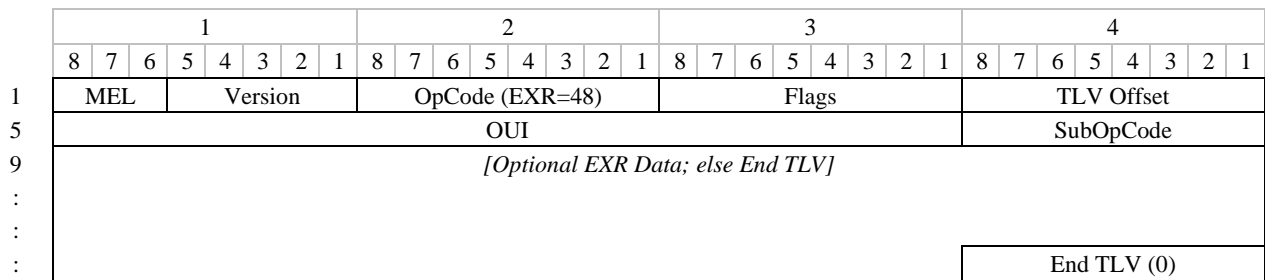 1 2 3 4
8 7 6 5 4 3 2 1 8 7 6 5 4 3 2 1 8 7 6 5 4 3 2 1 8 7 6 5 4 3 2 1
1 MEL Version OpCode (EXR=48) Flags TLV Offset
5 OUI SubOpCode
9 [Optional EXR Data; else End TLV]
:
:
: End TLV (0)